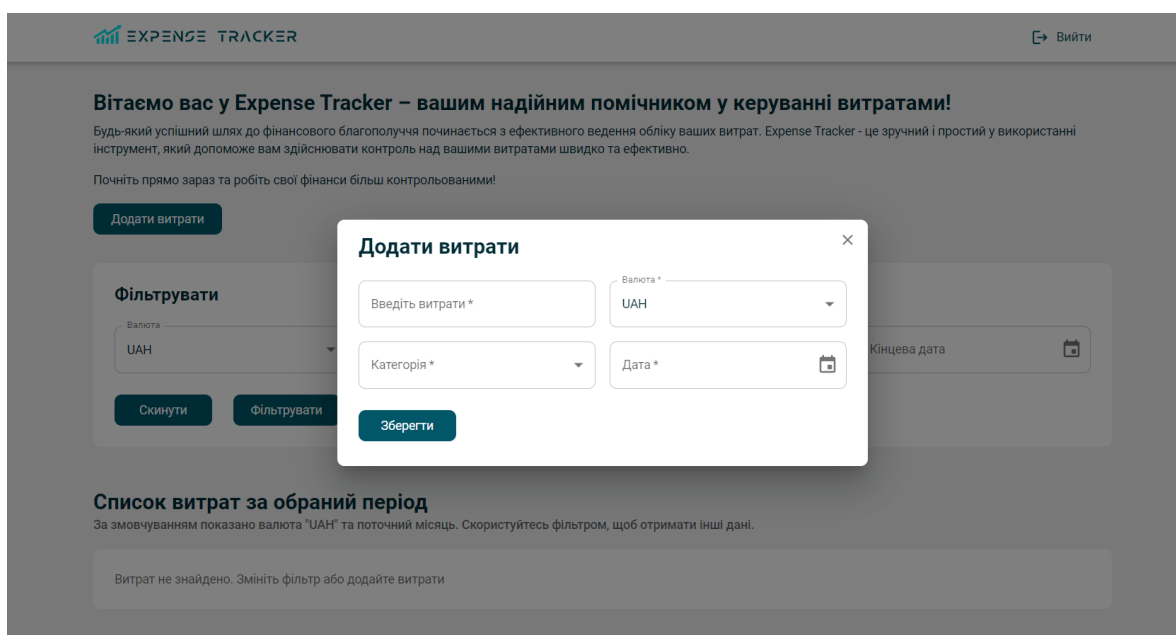 EXPENSE TRACKER
Вийти
Вітаємо вас у Expense Tracker – вашим надійним помічником у керуванні витратами!
Будь-який успішний шлях до фінансового благополуччя починається з ефективного ведення обліку ваших витрат. Expense Tracker - це зручний і простий у використанні
інструмент, який допоможе вам здійснювати контроль над вашими витратами швидко та ефективно.
Почніть прямо зараз та робіть свої фінанси більш контрольованими!
Додати витрати
Додати витрати
Введіть витрати *
Валюта *
UAH
Категорія *
Дата *
Зберегти
Фільтрувати
Валюта
UAH
Кінцева дата
Скинути
Фільтрувати
Список витрат за обраний період
За змовчуванням показано валюта "UAH" та поточний місяць. Скористуйтесь фільтром, щоб отримати інші дані.
Витрат не знайдено. Змініть фільтр або додайте витрати